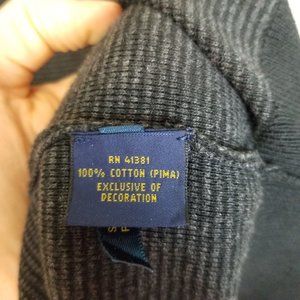 RN 41381
100% COTTON (PIMA)
EXCLUSIVE OF
DECORATION